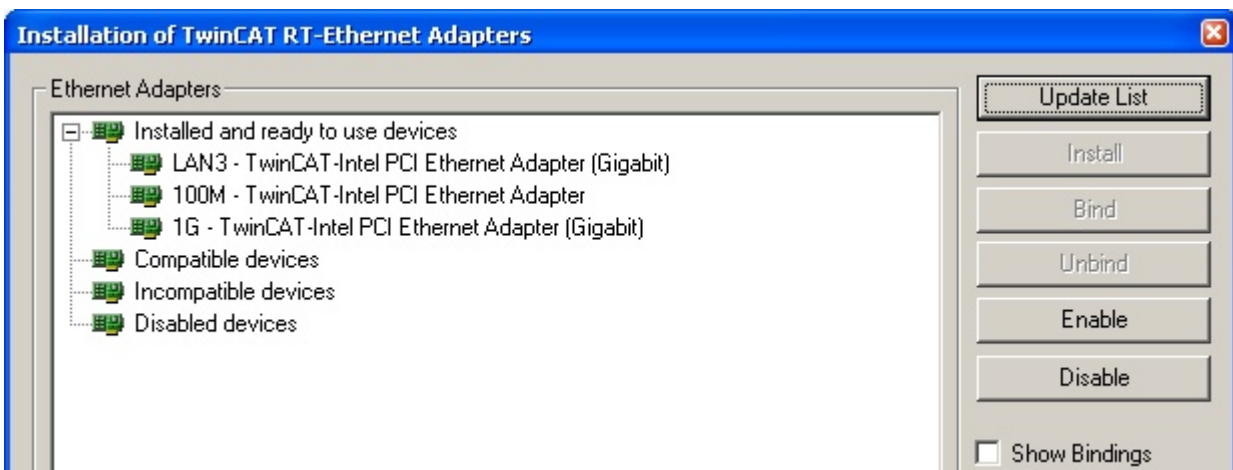 Installation of TwinCAT RT-Ethernet Adapters
Ethernet Adapters
Installed and ready to use devices
LAN3 - TwinCAT-Intel PCI Ethernet Adapter (Gigabit)
100M - TwinCAT-Intel PCI Ethernet Adapter
1G - TwinCAT-Intel PCI Ethernet Adapter (Gigabit)
Compatible devices
Incompatible devices
Disabled devices
Update List
Install
Bind
Unbind
Enable
Disable
Show Bindings